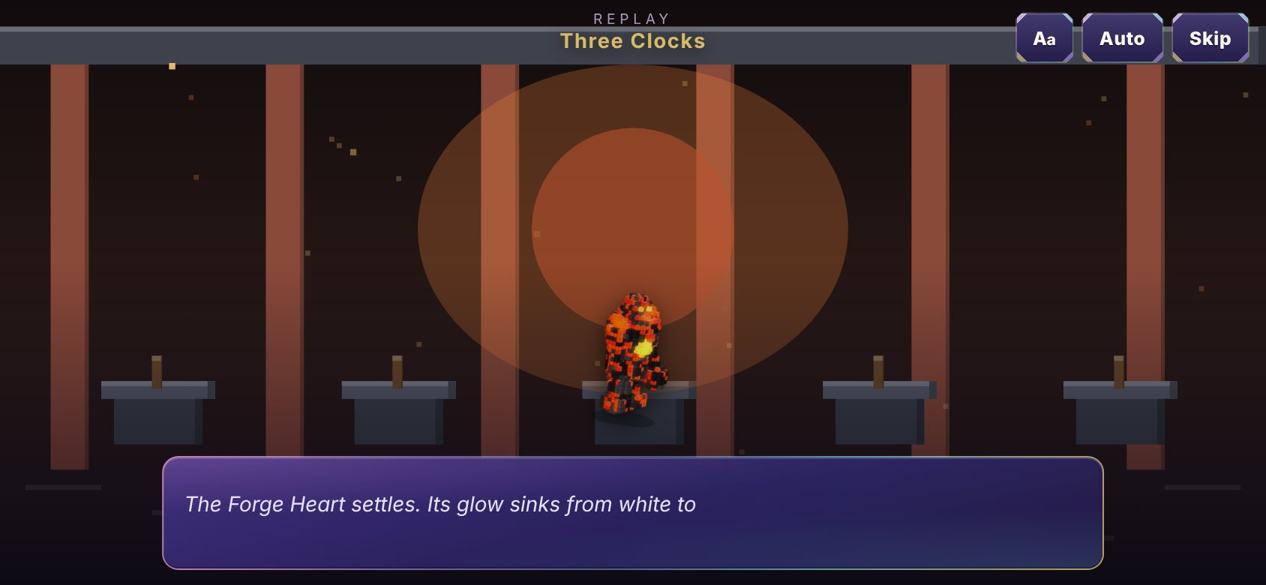 REPLAY
Three Clocks
Aa
Auto
Skip
The Forge Heart settles. Its glow sinks from white to